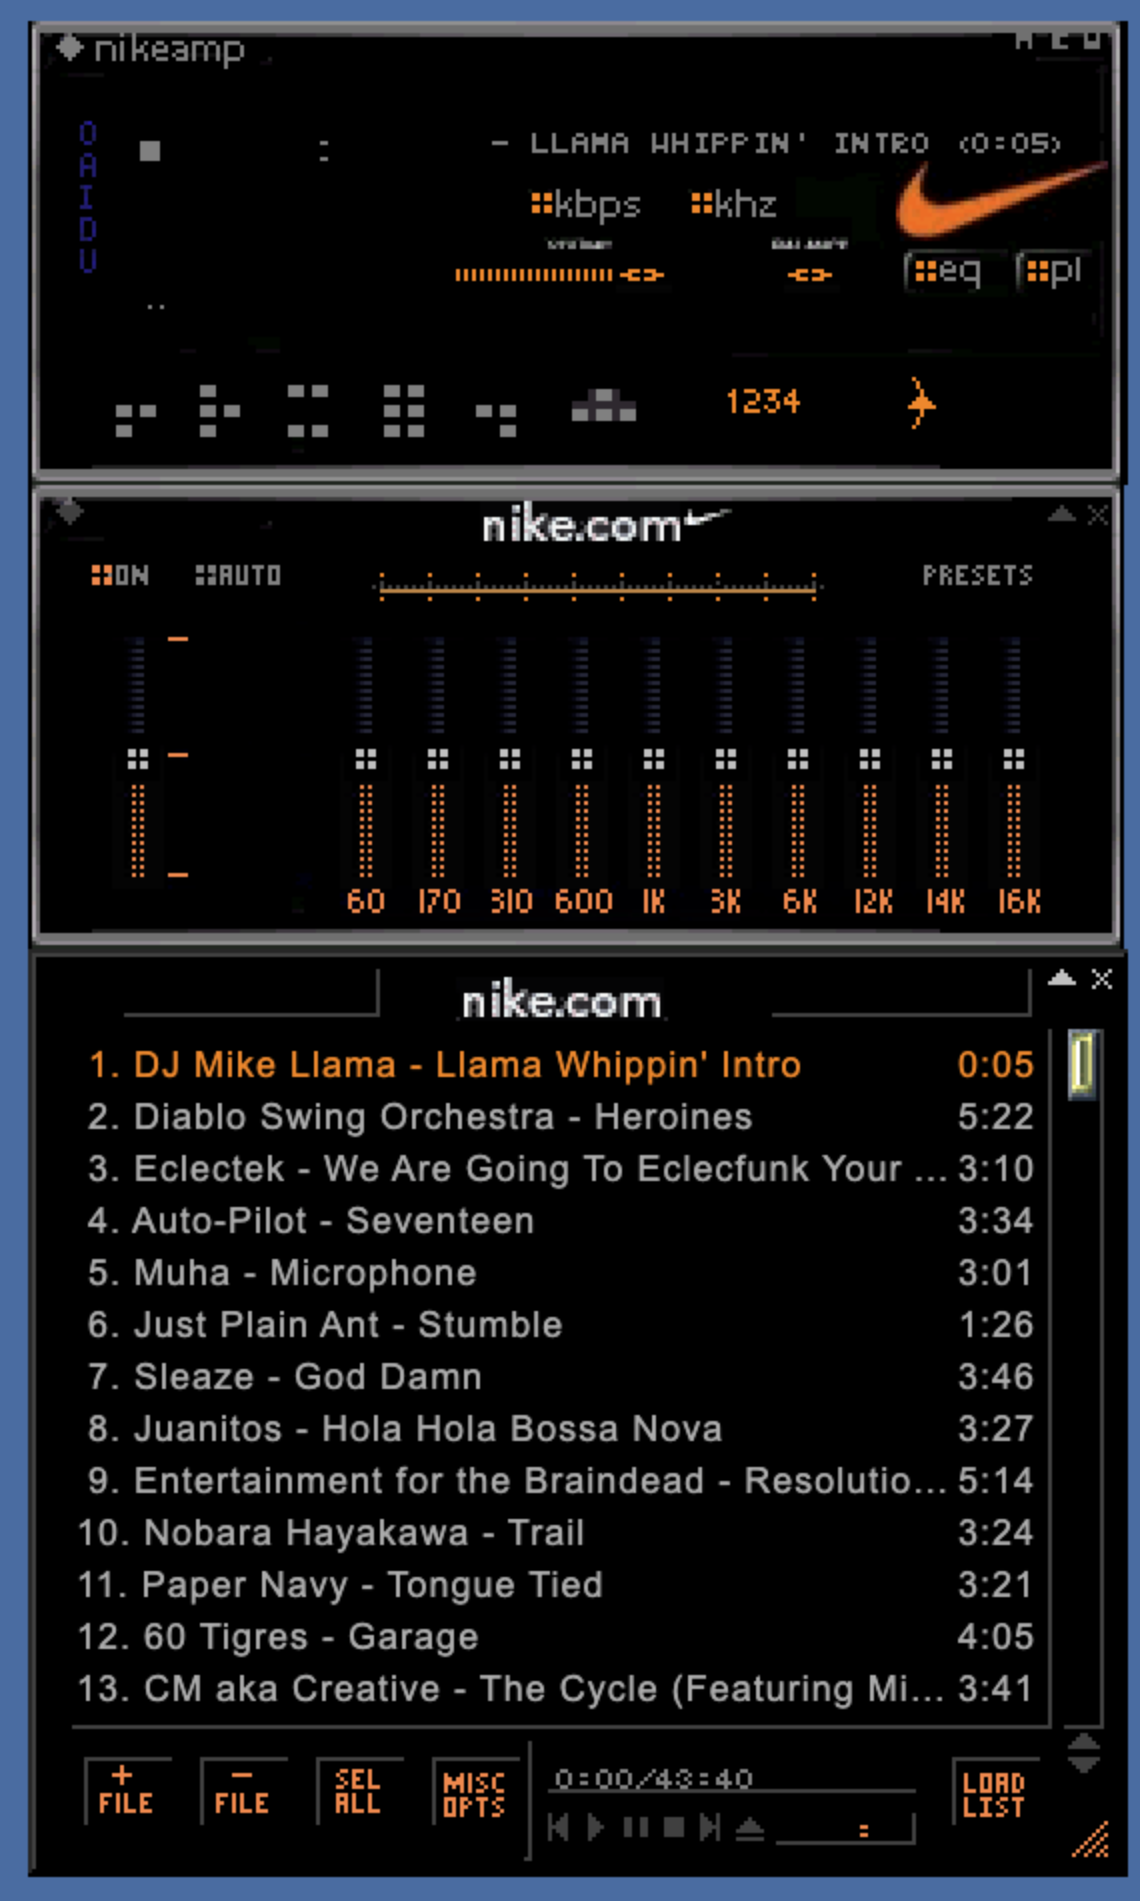 nikeamp
O
A
I
D
V
- LLAMA WHIPPIN' INTRO (0:05)
kbps khz
eq pl
1234
nike.com
ON AUTO PRESETS
60 170 310 600 1K 3K 6K 12K 14K 16K
nike.com
1. DJ Mike Llama - Llama Whippin' Intro 0:05
2. Diablo Swing Orchestra - Heroines 5:22
3. Eclectek - We Are Going To Eclecfunk Your ... 3:10
4. Auto-Pilot - Seventeen 3:34
5. Muha - Microphone 3:01
6. Just Plain Ant - Stumble 1:26
7. Sleaze - God Damn 3:46
8. Juanitos - Hola Hola Bossa Nova 3:27
9. Entertainment for the Braindead - Resolutio... 5:14
10. Nobara Hayakawa - Trail 3:24
11. Paper Navy - Tongue Tied 3:21
12. 60 Tigres - Garage 4:05
13. CM aka Creative - The Cycle (Featuring Mi... 3:41
+ FILE - FILE SEL ALL MISC OPTS 0:00/43:40 LOAD LIST